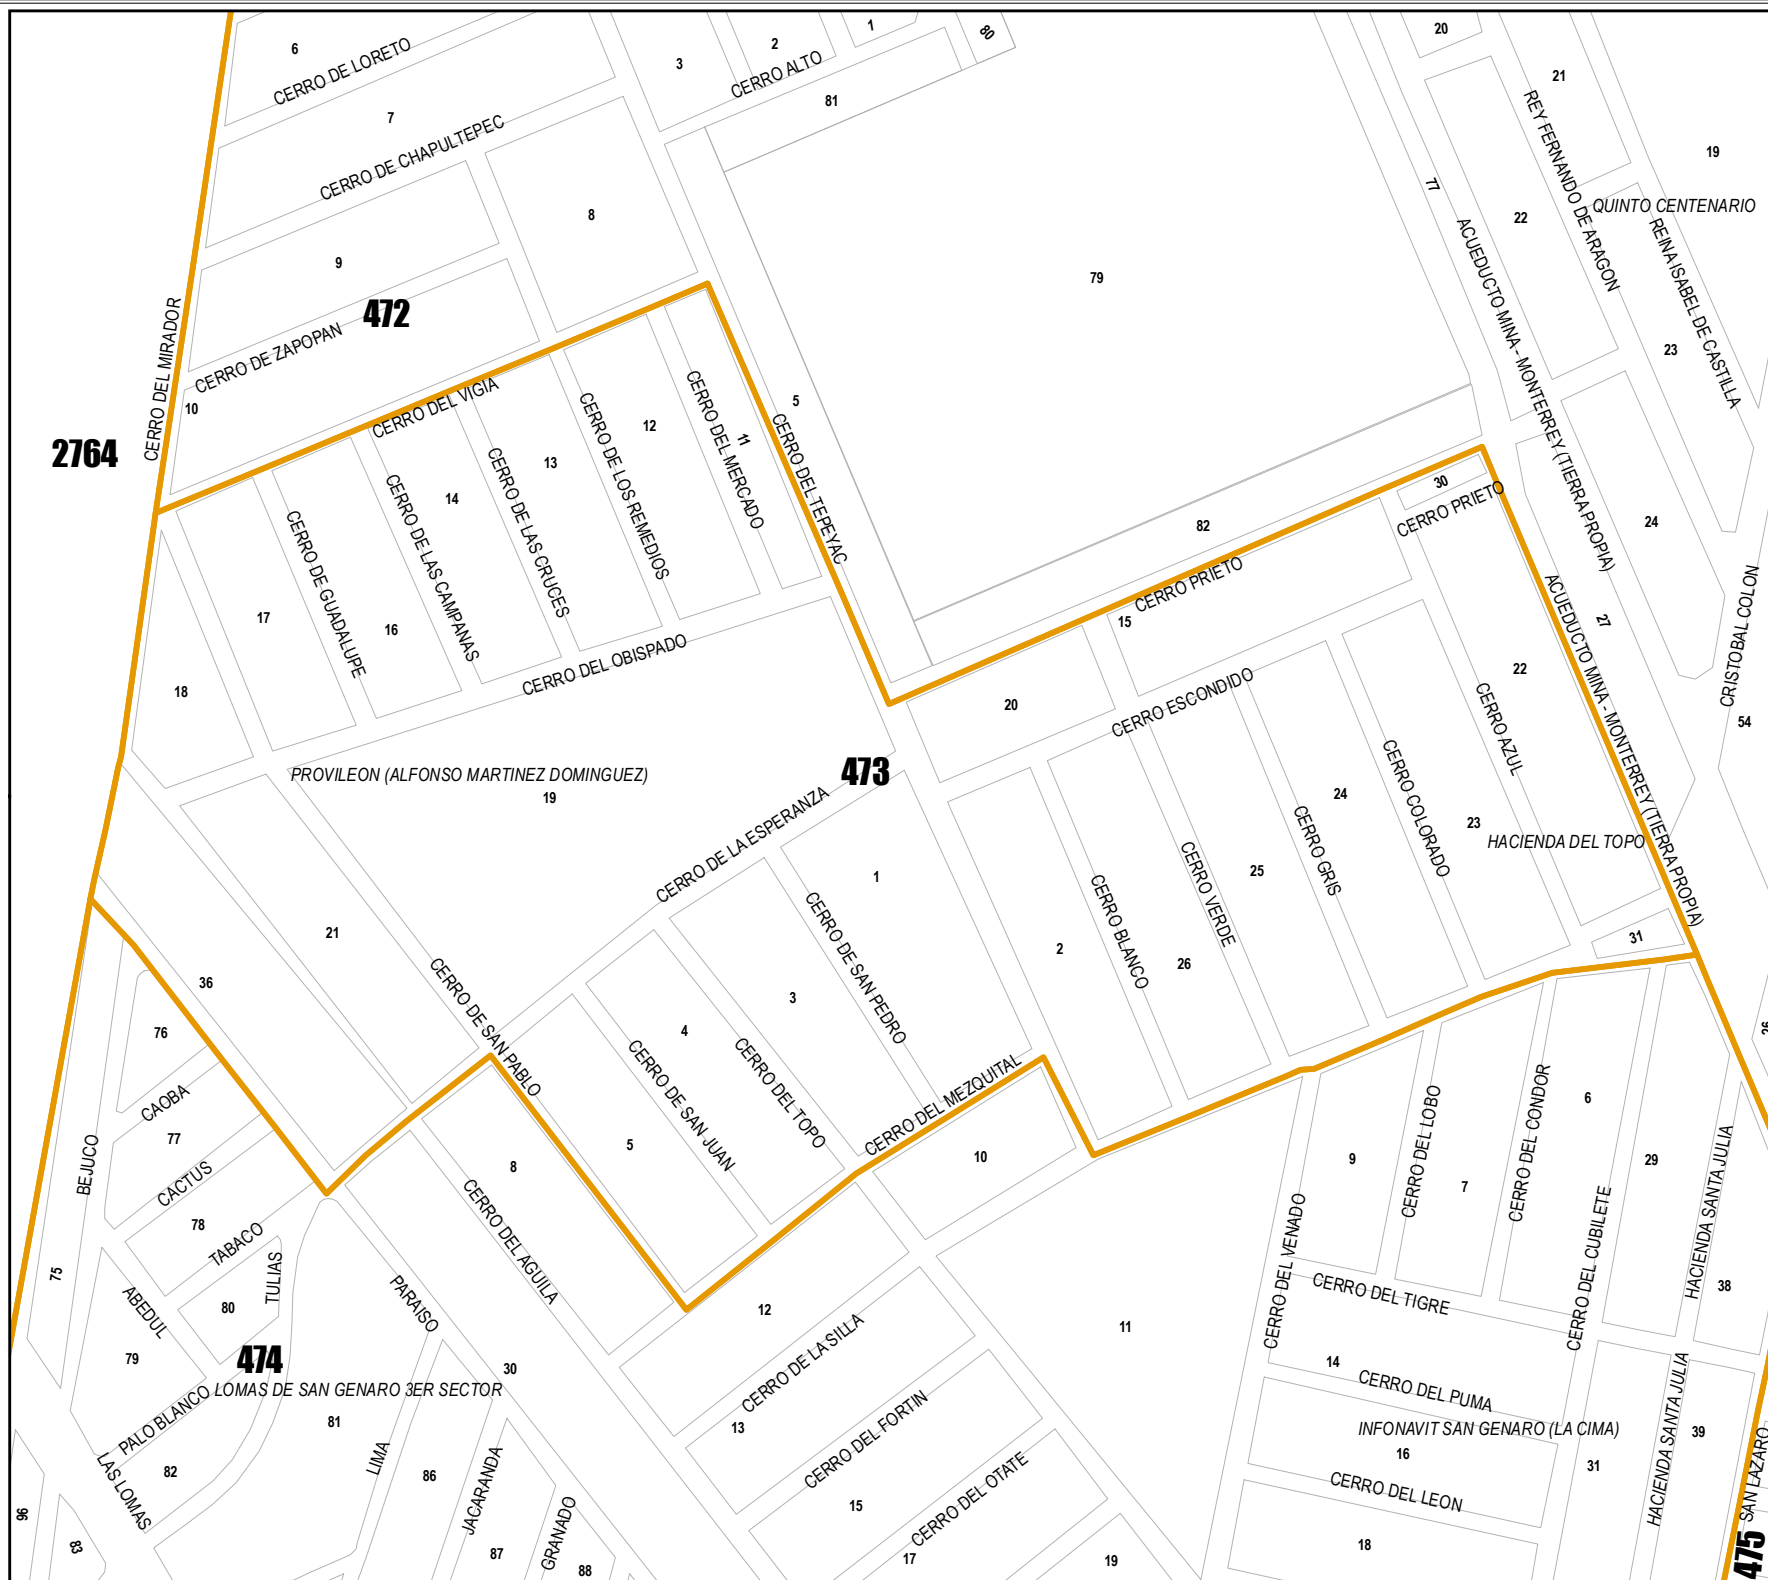 6
CERRO DE LORETO
7
CERRO DE CHAPULTEPEC
3
2
1
80
CERRO ALTO
81
8
9
472
CERRO DE ZAPOPAN
10
CERRO DEL MIRADOR
2764
CERRO DEL VIGIA
79
77
20
21
19
REY FERNANDO DE ARAGON
QUINTO CENTENARIO
22
REINA ISABEL DE CASTILLA
23
ACUEDUCTO MINA - MONTERREY (TIERRA PROPIA)
24
27
CRISTOBAL COLON
54
5
CERRO DEL TEPEYAC
11
CERRO DEL MERCADO
12
CERRO DE LOS REMEDIOS
13
CERRO DE LAS CRUCES
14
CERRO DE LAS CAMPANAS
16
CERRO DE GUADALUPE
17
18
CERRO DEL OBISPADO
82
30
CERRO PRIETO
CERRO PRIETO
15
20
CERRO ESCONDIDO
22
ACUEDUCTO MINA - MONTERREY (TIERRA PROPIA)
CERRO AZUL
23
HACIENDA DEL TOPO
CERRO COLORADO
24
CERRO GRIS
25
CERRO VERDE
26
CERRO BLANCO
2
31
473
PROVILEON (ALFONSO MARTINEZ DOMINGUEZ)
19
CERRO DE LA ESPERANZA
1
CERRO DE SAN PEDRO
3
CERRO DEL TOPO
4
CERRO DE SAN JUAN
5
CERRO DE SAN PABLO
21
36
CERRO DEL MEZQUITAL
10
76
CAOBA
77
CACTUS
BEJUCO
78
TABACO
TULIAS
75
ABEDUL
80
79
474
LOMAS DE SAN GENARO 3ER SECTOR
PALO BLANCO
81
82
LAS LOMAS
96
83
PARAISO
30
LIMA
86
JACARANDA
87
GRANADO
88
8
CERRO DEL AGUILA
12
CERRO DE LA SILLA
13
CERRO DEL FORTIN
15
CERRO DEL OTATE
17
19
11
9
CERRO DEL LOBO
7
CERRO DEL CONDOR
6
29
CERRO DEL VENADO
CERRO DEL TIGRE
CERRO DEL CUBILETE
HACIENDA SANTA JULIA
38
14
CERRO DEL PUMA
INFONAVIT SAN GENARO (LA CIMA)
16
CERRO DEL LEON
18
31
HACIENDA SANTA JULIA
39
SAN LAZARO
475
26